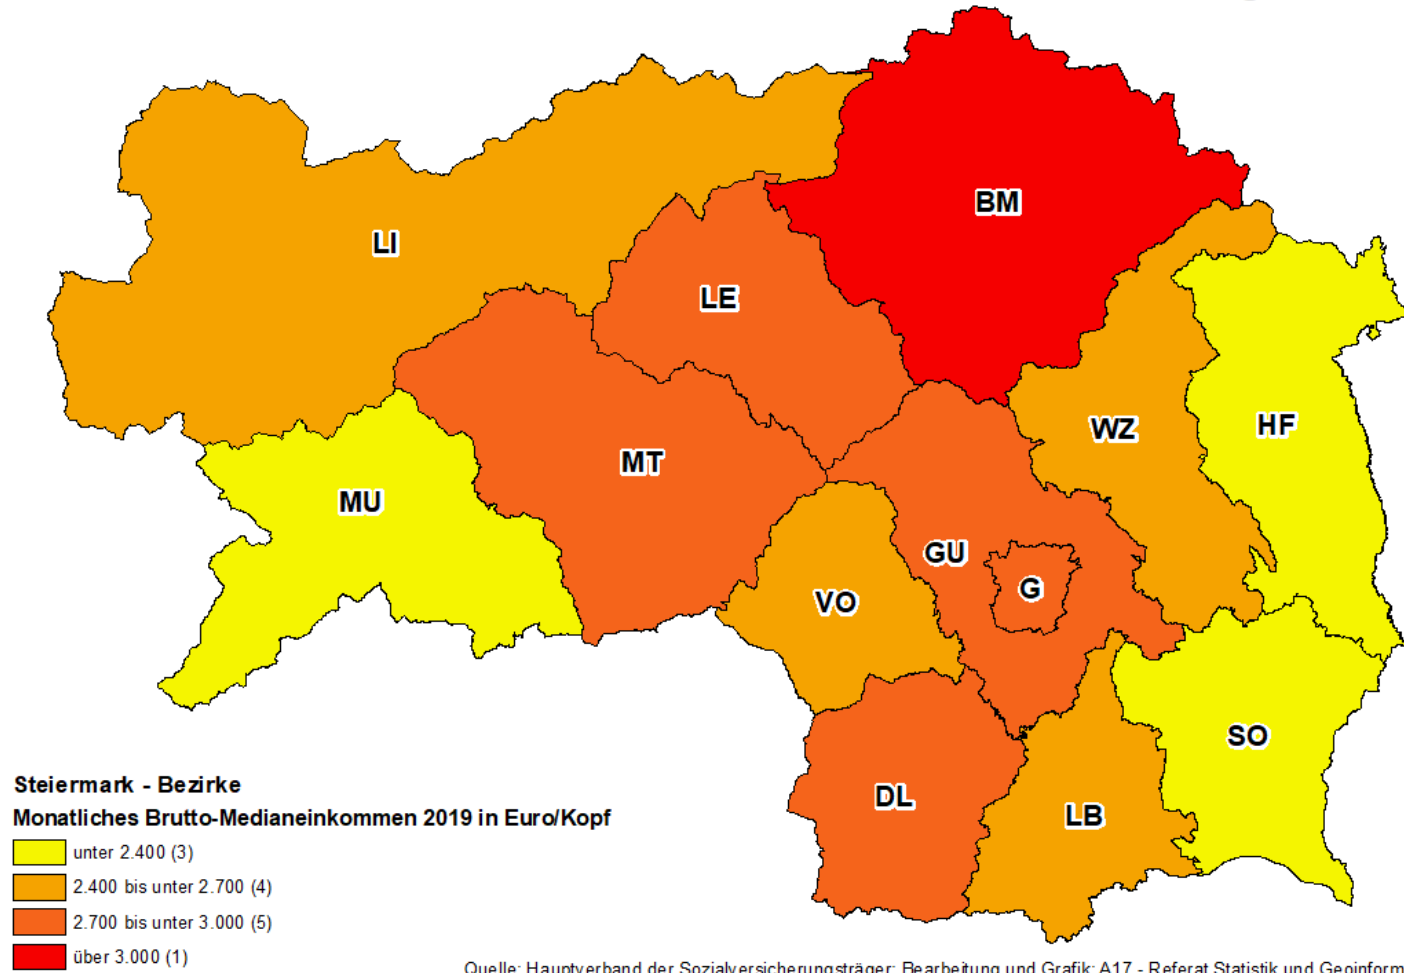 BM
LI
LE
WZ
HF
MT
MU
GU
G
VO
SO
DL
LB
Steiermark - Bezirke
Monatliches Brutto-Medianeinkommen 2019 in Euro/Kopf
unter 2.400 (3)
2.400 bis unter 2.700 (4)
2.700 bis unter 3.000 (5)
über 3.000 (1)
Quelle: Hauptverband der Sozialversicherungsträger; Bearbeitung und Grafik: A17 - Referat Statistik und Geoinform